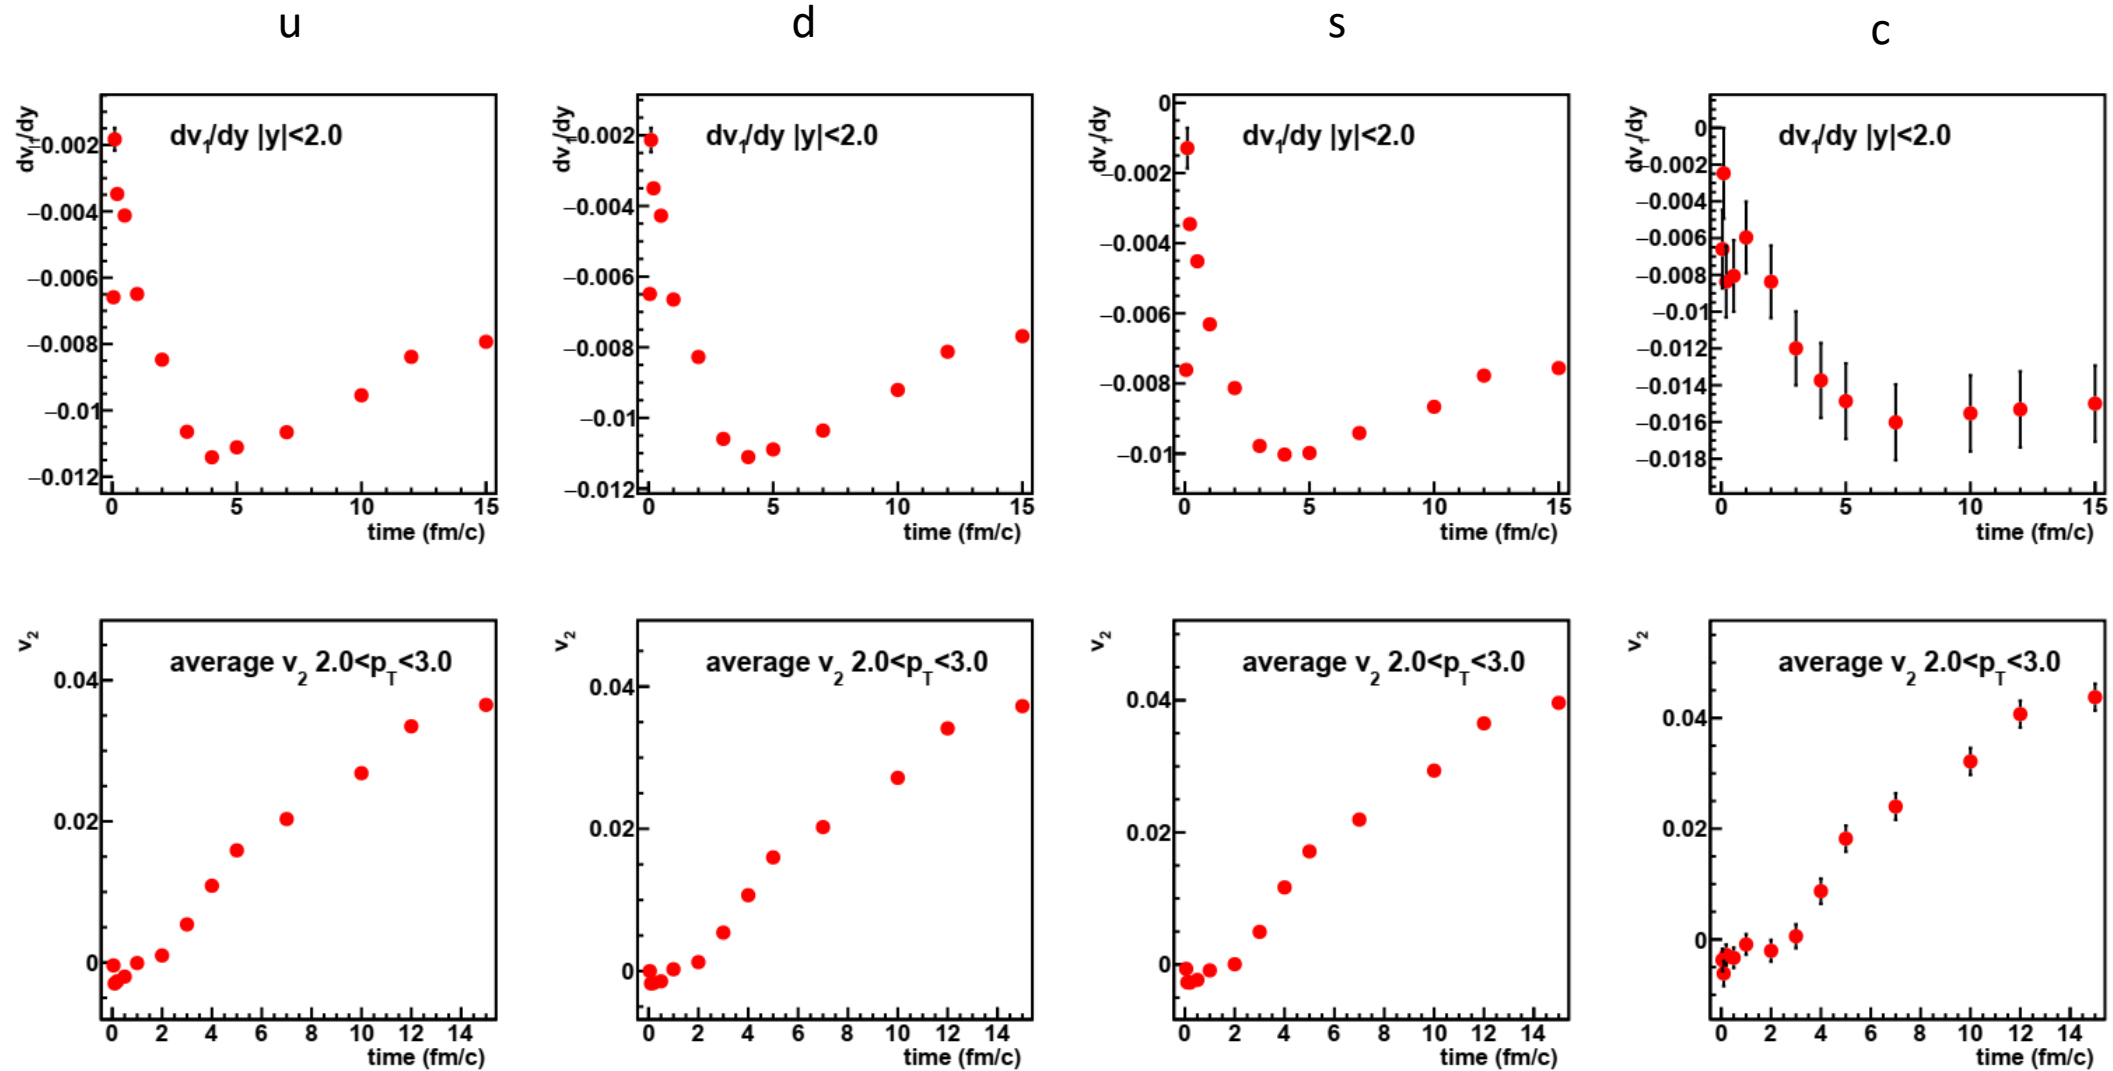 u d s c
dv1/dy |y|<2.0
dv1/dy
−0.002
−0.004
−0.006
−0.008
−0.01
−0.012
0 5 10 15
time (fm/c)
dv1/dy |y|<2.0
dv1/dy
−0.002
−0.004
−0.006
−0.008
−0.01
−0.012
0 5 10 15
time (fm/c)
dv1/dy |y|<2.0
dv1/dy
0
−0.002
−0.004
−0.006
−0.008
−0.01
0 5 10 15
time (fm/c)
dv1/dy |y|<2.0
dv1/dy
0
−0.002
−0.004
−0.006
−0.008
−0.01
−0.012
−0.014
−0.016
−0.018
0 5 10 15
time (fm/c)
average v2 2.0<pT<3.0
v2
0.04
0.02
0
0 2 4 6 8 10 12 14
time (fm/c)
average v2 2.0<pT<3.0
v2
0.04
0.02
0
0 2 4 6 8 10 12 14
time (fm/c)
average v2 2.0<pT<3.0
v2
0.04
0.02
0
0 2 4 6 8 10 12 14
time (fm/c)
average v2 2.0<pT<3.0
v2
0.04
0.02
0
0 2 4 6 8 10 12 14
time (fm/c)